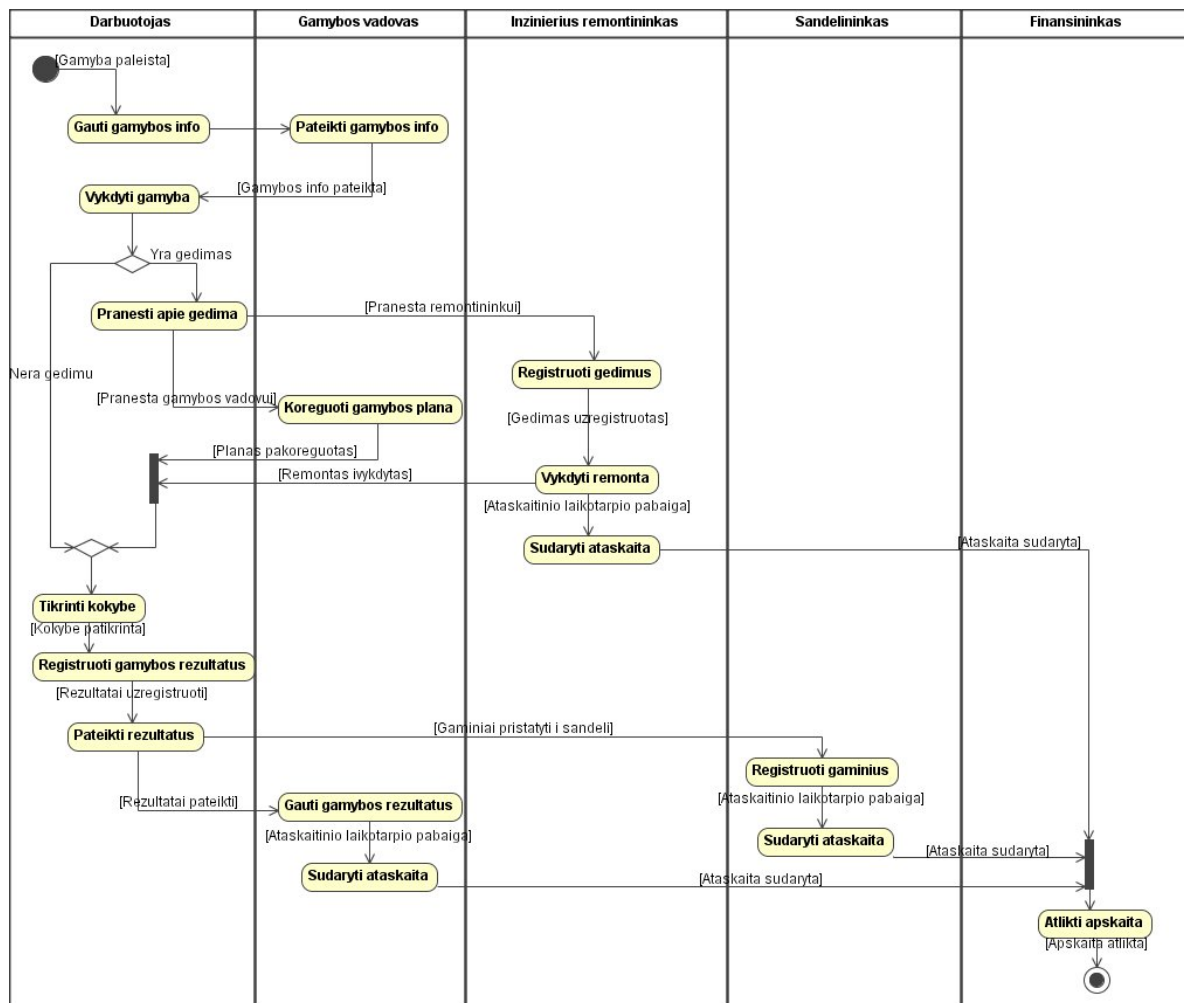 Darbuotojas
Gamybos vadovas
Inzinierius remontininkas
Sandelininkas
Finansininkas
[Gamyba paleista]
Gauti gamybos info
Pateikti gamybos info
[Gamybos info pateikta]
Vykdyti gamyba
Yra gedimas
Pranesti apie gedima
[Pranesta remontininkui]
Nera gedimu
Registruoti gedimus
[Pranesta gamybos vadovui]
Koreguoti gamybos plana
[Gedimas uzregistruotas]
[Planas pakoreguotas]
[Remontas ivykdytas]
Vykdyti remonta
[Ataskaitinio laikotarpio pabaiga]
Sudaryti ataskaita
[Ataskaita sudaryta]
Tikrinti kokybe
[Kokybe patikrinta]
Registruoti gamybos rezultatus
[Rezultatai uzregistruoti]
Pateikti rezultatus
[Gaminiai pristatyti i sandeli]
Registruoti gaminius
[Rezultatai pateikti]
Gauti gamybos rezultatus
[Ataskaitinio laikotarpio pabaiga]
[Ataskaitinio laikotarpio pabaiga]
Sudaryti ataskaita
[Ataskaita sudaryta]
Sudaryti ataskaita
[Ataskaita sudaryta]
Atlikti apskaita
[Apskaita atlikta]